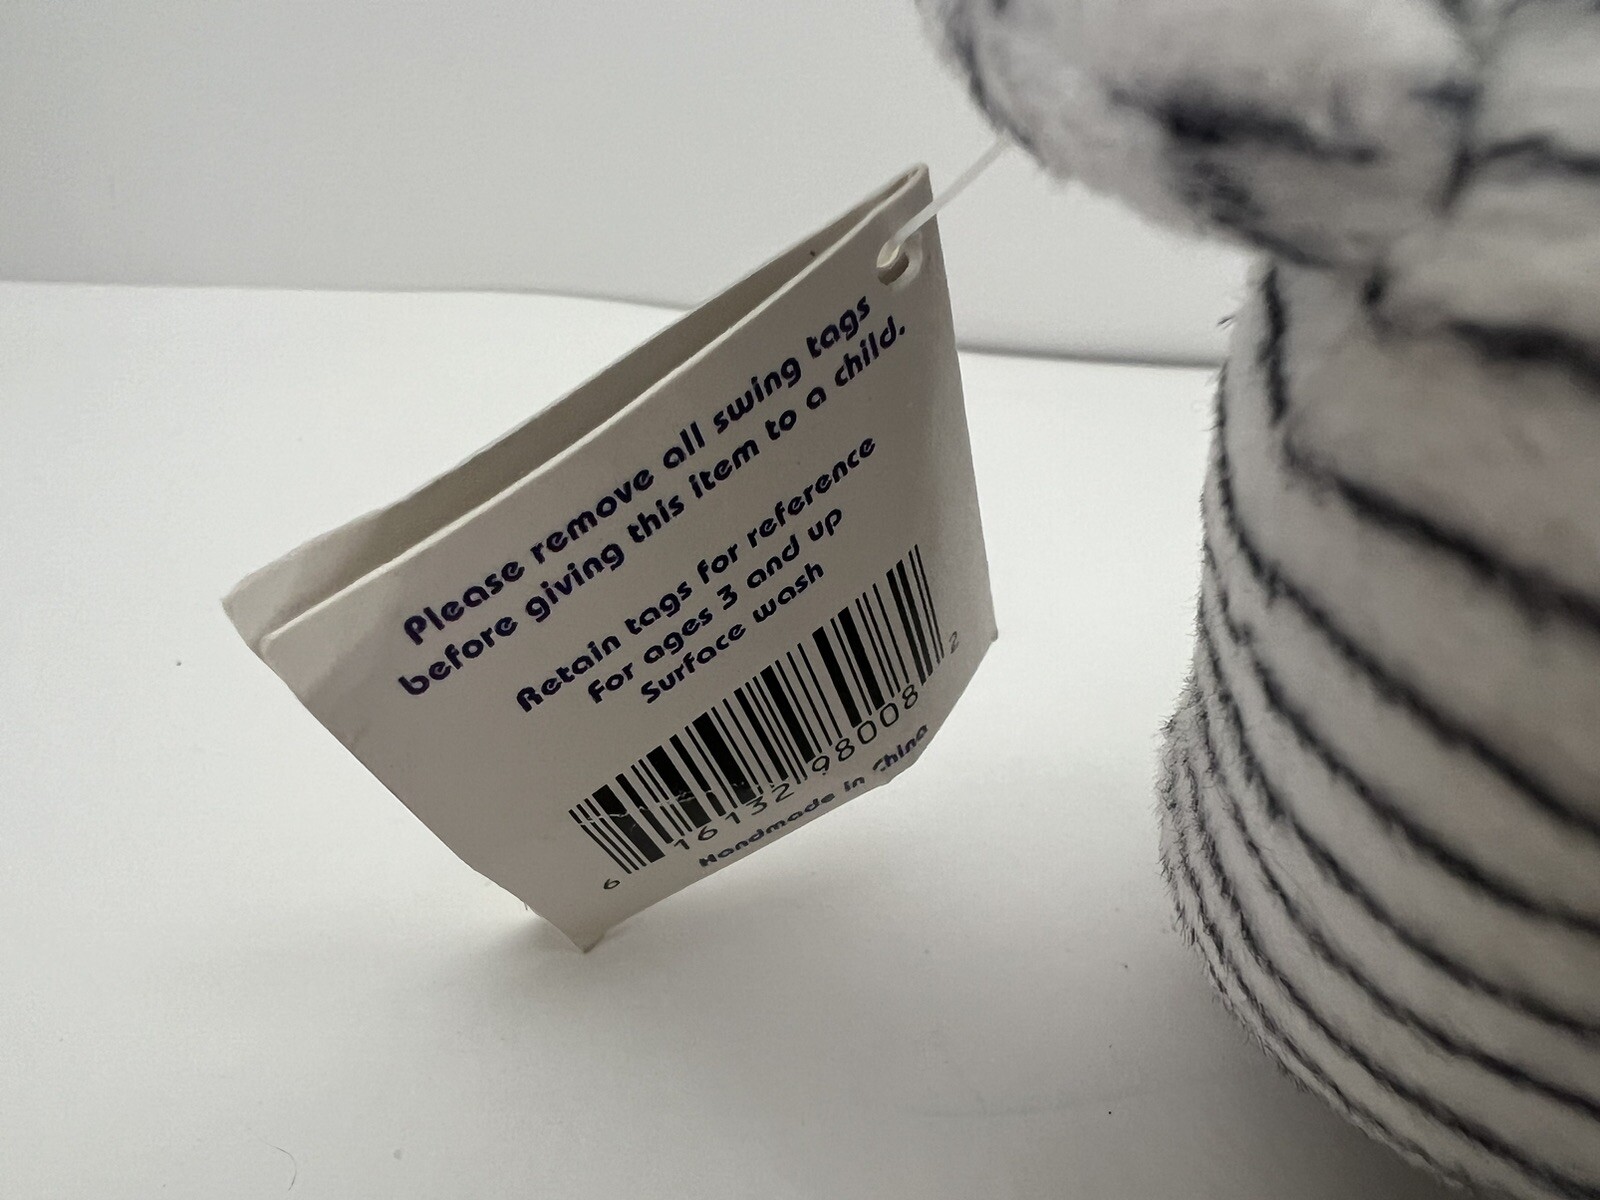 Please remove all swing tags
before giving this item to a child.
Retain tags for reference
For ages 3 and up
Surface wash
6 16132 98008 2
Handmade in China